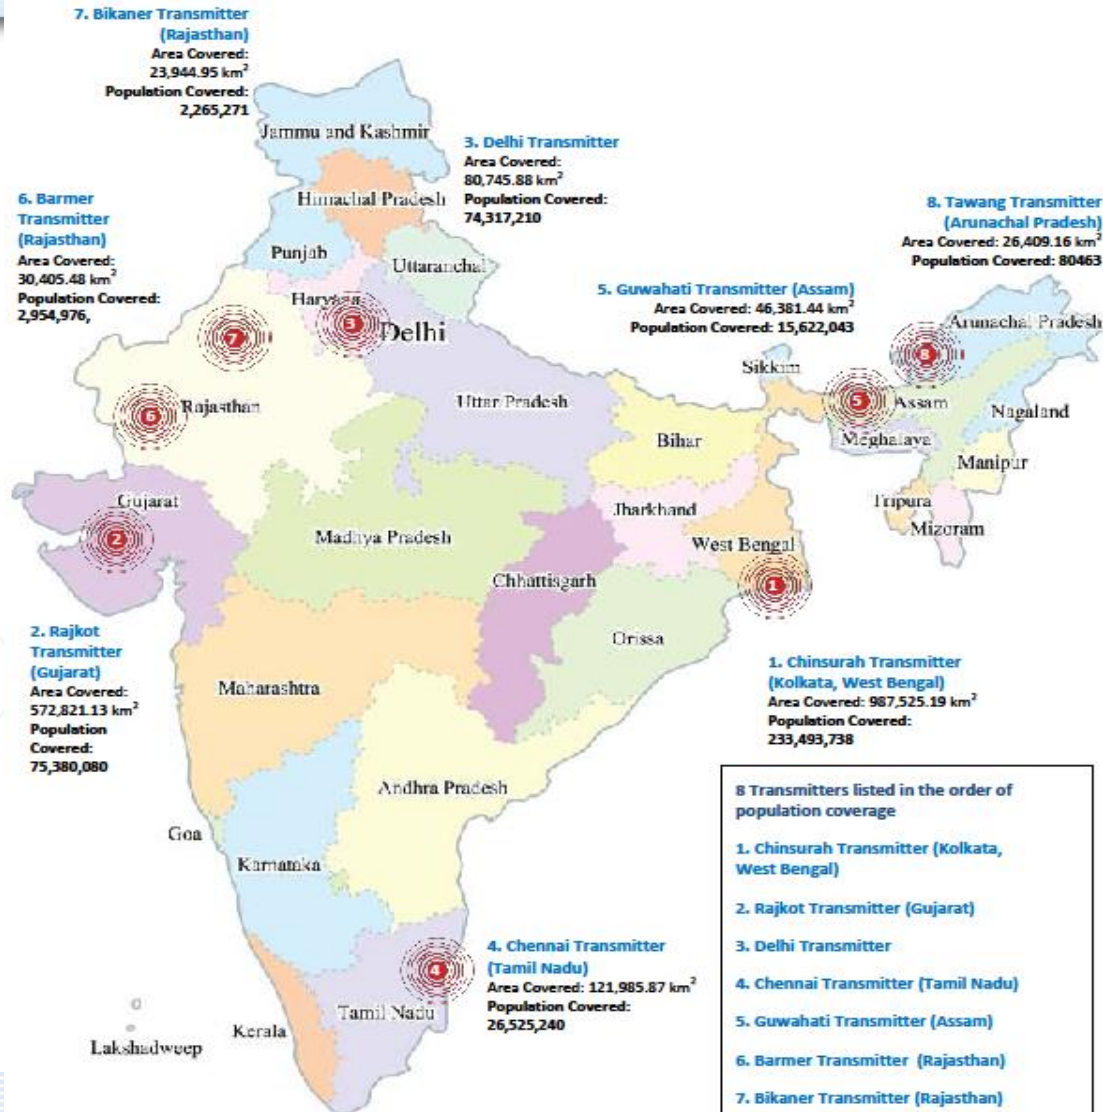 7. Bikaner Transmitter
(Rajasthan)
Area Covered:
23,944.95 km²
Population Covered:
2,265,271
Jammu and Kashmir
3. Delhi Transmitter
Area Covered:
80,745.88 km²
Population Covered:
74,317,210
Himachal Pradesh
6. Barmer
Transmitter
(Rajasthan)
Area Covered:
30,405.48 km²
Population Covered:
2,954,976,
8. Tawang Transmitter
(Arunachal Pradesh)
Area Covered: 26,409.16 km²
Population Covered: 80463
Punjab
Uttaranchal
5. Guwahati Transmitter (Assam)
Area Covered: 46,381.44 km²
Population Covered: 15,622,043
Haryana
3
Delhi
7
Arunachal Pradesh
8
Sikkim
6
Rajasthan
Uttar Pradesh
5
Assam
Nagaland
Bihar
Meghalaya
Manipur
Gujarat
2
Madhya Pradesh
Jharkhand
West Bengal
Tripura
Mizoram
Chhattisgarh
1
Orissa
2. Rajkot
Transmitter
(Gujarat)
Area Covered:
572,821.13 km²
Population
Covered:
75,380,080
Maharashtra
1. Chinsurah Transmitter
(Kolkata, West Bengal)
Area Covered: 987,525.19 km²
Population Covered:
233,493,738
Andhra Pradesh
Goa
Karnataka
8 Transmitters listed in the order of
population coverage
1. Chinsurah Transmitter (Kolkata,
West Bengal)
2. Rajkot Transmitter (Gujarat)
3. Delhi Transmitter
4. Chennai Transmitter (Tamil Nadu)
5. Guwahati Transmitter (Assam)
6. Barmer Transmitter (Rajasthan)
7. Bikaner Transmitter (Rajasthan)
4
4. Chennai Transmitter
(Tamil Nadu)
Area Covered: 121,985.87 km²
Population Covered:
26,525,240
Tamil Nadu
Kerala
Lakshadweep